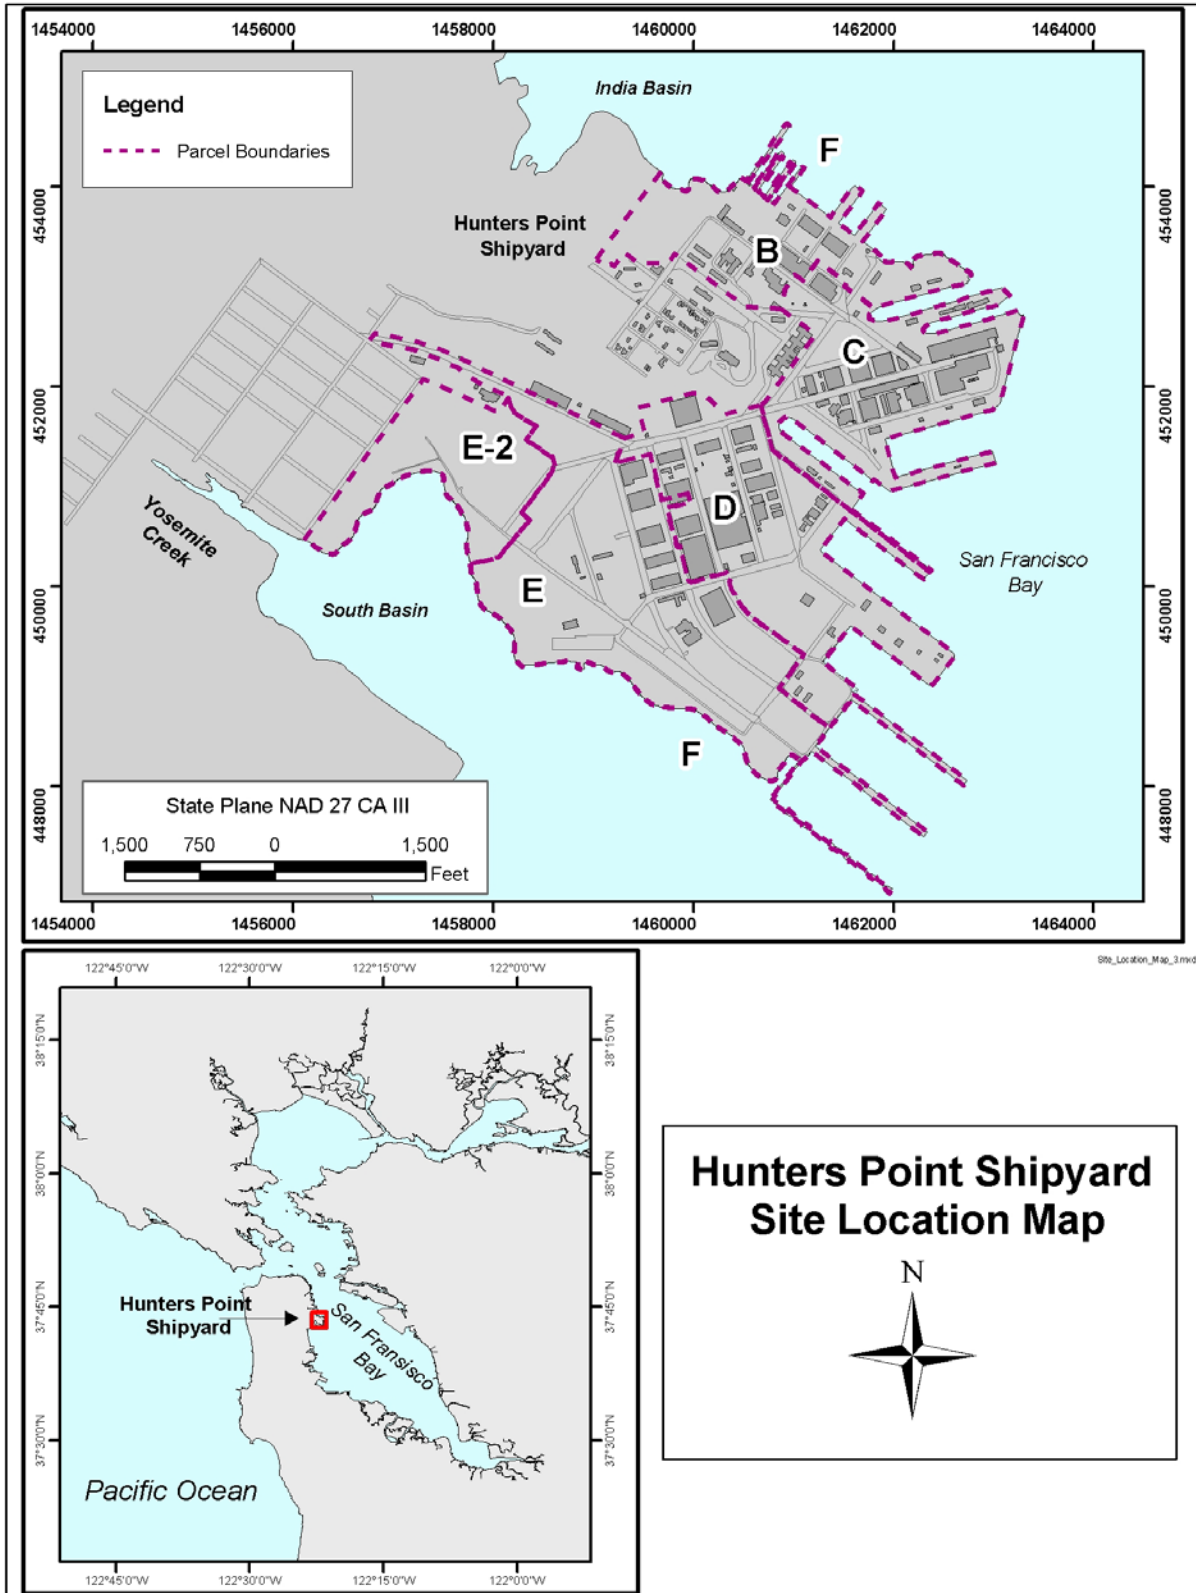 1454000 1456000 1458000 1460000 1462000 1464000
India Basin
Legend
Parcel Boundaries
F
454000
454000
Hunters Point
Shipyard
B
C
452000
452000
E-2
D
Yosemite
Creek
San Francisco
Bay
E
South Basin
450000
450000
F
State Plane NAD 27 CA III
1,500 750 0 1,500
Feet
448000
448000
1454000 1456000 1458000 1460000 1462000 1464000
Site_Location_Map_3.mxd
122°45'0"W 122°30'0"W 122°15'0"W 122°0'0"W
38°15'0"N
38°15'0"N
38°0'0"N
38°0'0"N
Hunters Point
Shipyard
37°45'0"N
37°45'0"N
San Fransisco
Bay
37°30'0"N
37°30'0"N
Pacific Ocean
122°45'0"W 122°30'0"W 122°15'0"W 122°0'0"W
Hunters Point Shipyard
Site Location Map
N